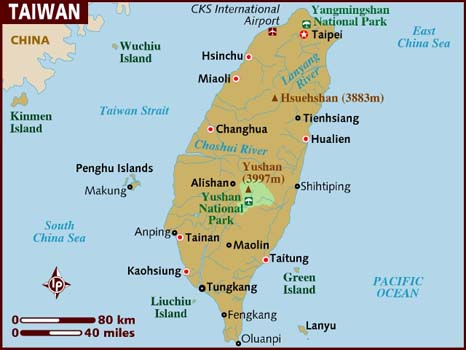 TAIWAN
CHINA
CKS International
Airport
Yangmingshan
National Park
Taipei
East
China Sea
Wuchiu
Island
Hsinchu
Miaoli
Lanyang
River
Hsuehshan (3883m)
Kinmen
Island
Taiwan Strait
Tienhsiang
Changhua
Hualien
Choshui River
Penghu Islands
Makung
Yushan
(3997m)
Alishan
Shihtiping
Yushan
National
Park
South
China Sea
Anping
Tainan
Maolin
Taitung
Kaohsiung
Green
Island
PACIFIC
OCEAN
Liuchiu
Island
Tungkang
LP
0 80 km
0 40 miles
Fengkang
Lanyu
Oluanpi